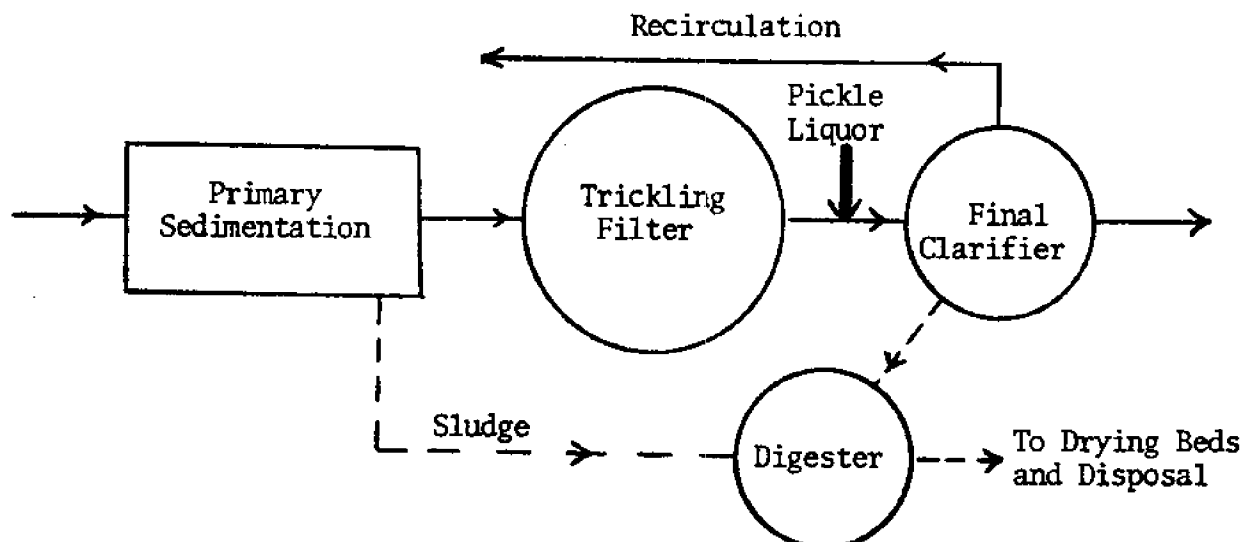 Recirculation
Pickle
Liquor
Primary
Sedimentation
Trickling
Filter
Final
Clarifier
Sludge
Digester
To Drying Beds
and Disposal